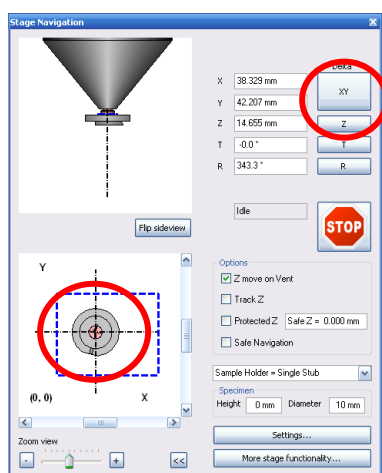 Stage Navigation
Delta
X 38.329 mm XY
Y 42.207 mm
Z 14.655 mm Z
T -0.0 ° T
R 343.3 ° R
Idle
STOP
Flip sideview
Options
Z move on Vent
Track Z
Protected Z Safe Z = 0.000 mm
Safe Navigation
Y
(0, 0) X
Sample Holder = Single Stub
Specimen
Height 0 mm Diameter 10 mm
Zoom view
- + <<
Settings...
More stage functionality...